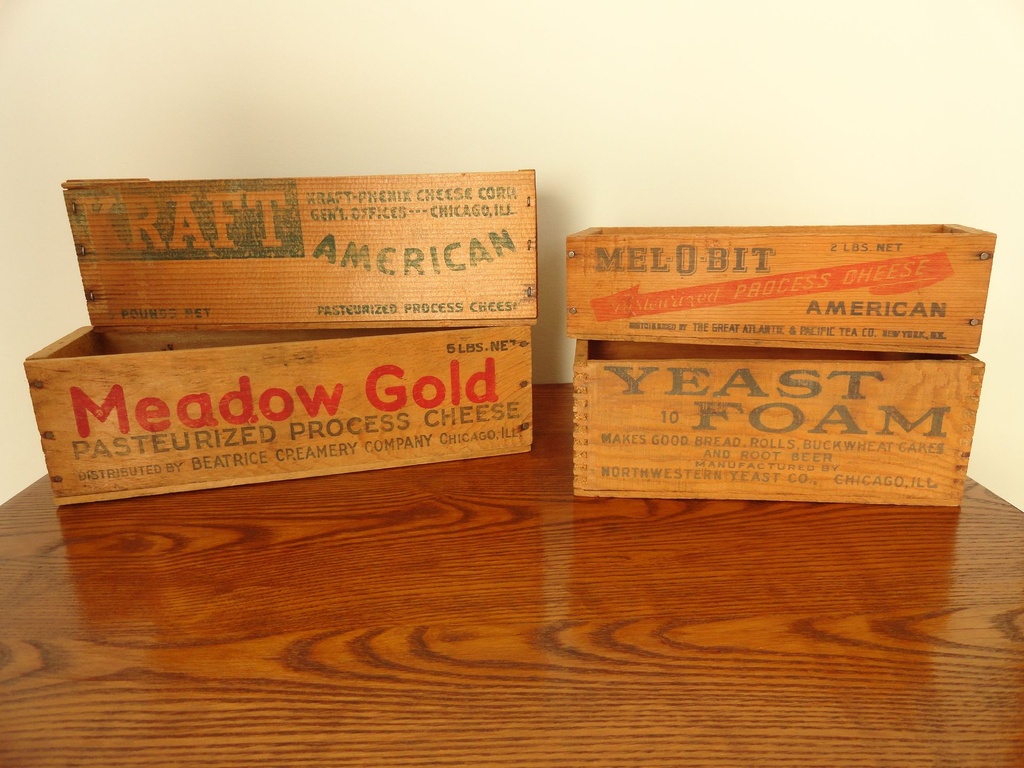 KRAFT
KRAFT-PHENIX CHEESE CORP.
GEN'L OFFICES --- CHICAGO, ILL.
AMERICAN
POUNDS NET
PASTEURIZED PROCESS CHEESE
5 LBS. NET
Meadow Gold
PASTEURIZED PROCESS CHEESE
DISTRIBUTED BY BEATRICE CREAMERY COMPANY CHICAGO, ILL.
MEL-O-BIT
2 LBS. NET
Pasteurized PROCESS CHEESE
AMERICAN
DISTRIBUTED BY THE GREAT ATLANTIC & PACIFIC TEA CO. NEW YORK, N.Y.
YEAST
10 FOAM
MAKES GOOD BREAD, ROLLS, BUCKWHEAT CAKES
AND ROOT BEER
MANUFACTURED BY
NORTHWESTERN YEAST CO., CHICAGO, ILL.